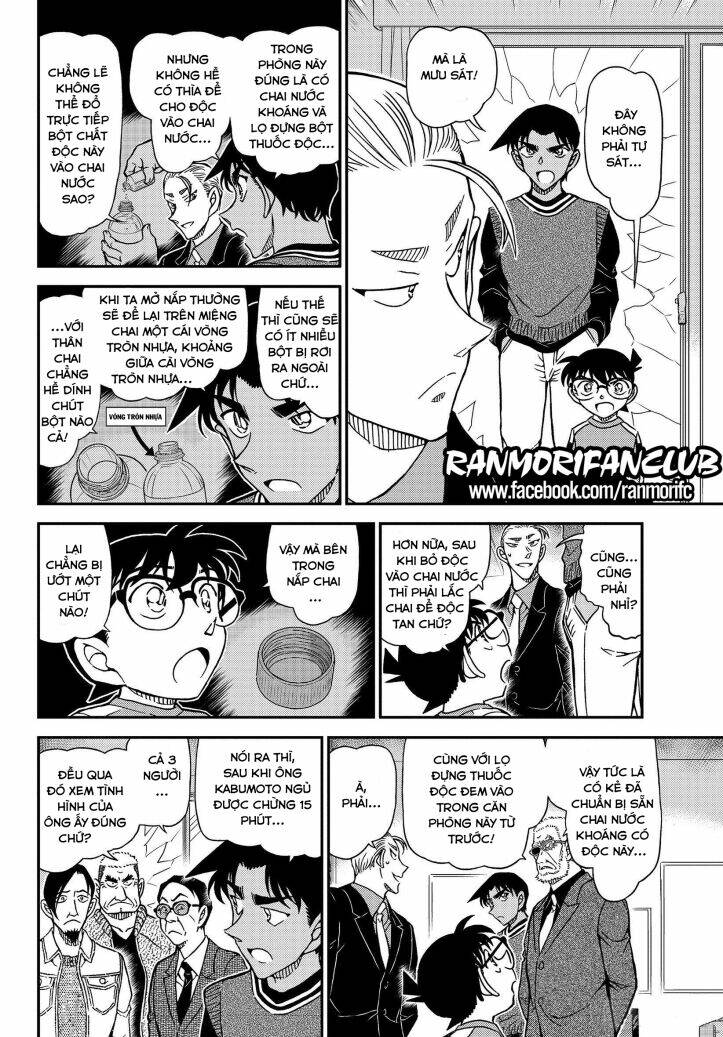 ĐÂY
KHÔNG
PHẢI TỰ
SÁT...
MÀ LÀ
MƯU SÁT!
TRONG
PHÒNG NÀY
ĐÚNG LÀ CÓ
CHAI NƯỚC
KHOÁNG VÀ
LỌ ĐỰNG BỘT
THUỐC ĐỘC...
NHƯNG
KHÔNG HỀ
CÓ THÌA ĐỂ
CHO ĐỘC
VÀO CHAI
NƯỚC...
CHẲNG LẼ
KHÔNG
THỂ ĐỔ
TRỰC TIẾP
BỘT CHẤT
ĐỘC NÀY
VÀO CHAI
NƯỚC
SAO?
NẾU THẾ
THÌ CŨNG SẼ
CÓ ÍT NHIỀU
BỘT BỊ RƠI
RA NGOÀI
CHỨ...
KHI TA MỞ NẮP THƯỜNG
SẼ ĐỂ LẠI TRÊN MIỆNG
CHAI MỘT CÁI VÒNG
TRÒN NHỰA, KHOẢNG
GIỮA CÁI VÒNG
TRÒN NHỰA...
...VỚI
THÂN
CHAI
CHẲNG
HỀ DÍNH
CHÚT
BỘT NÀO
CẢ!
VÒNG TRÒN NHỰA
RANMORIFANCLUB
www.facebook.com/ranmorifc
CŨNG...
CŨNG
PHẢI
NHỈ?
HƠN NỮA, SAU
KHI BỎ ĐỘC
VÀO CHAI NƯỚC
THÌ PHẢI LẮC
CHAI ĐỂ ĐỘC
TAN CHỨ?
VẬY MÀ BÊN
TRONG
NẮP CHAI
...
LẠI
CHẲNG BỊ
ƯỚT MỘT
CHÚT
NÀO!
VẬY TỨC LÀ
CÓ KẺ ĐÃ
CHUẨN BỊ SẴN
CHAI NƯỚC
KHOÁNG CÓ
ĐỘC NÀY...
CÙNG VỚI LỌ
ĐỰNG THUỐC
ĐỘC ĐEM VÀO
TRONG CĂN
PHÒNG NÀY TỪ
TRƯỚC!
À,
PHẢI...
NÓI RA THÌ,
SAU KHI ÔNG
KABUMOTO NGỦ
ĐƯỢC CHỪNG 15
PHÚT...
CẢ 3
NGƯỜI
...
ĐỀU QUA
ĐÓ XEM TÌNH
HÌNH CỦA
ÔNG ẤY ĐÚNG
CHỨ?